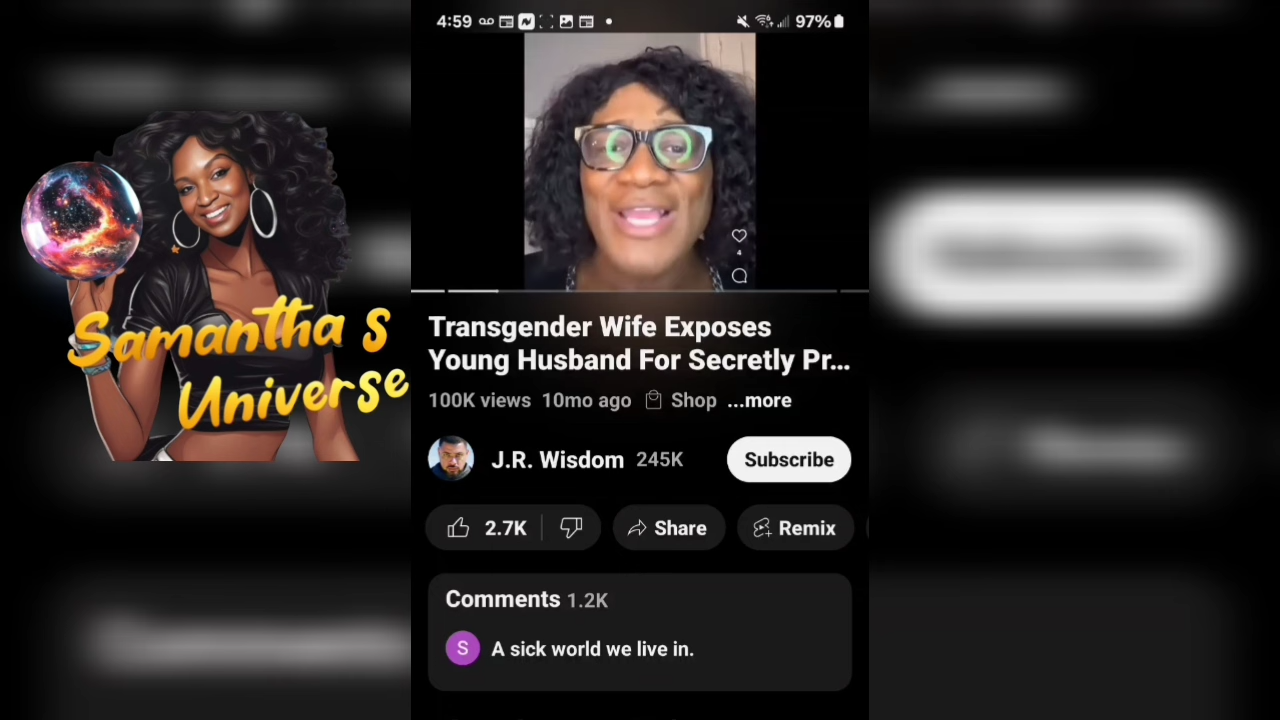 4:59
97%
4
Samantha S
Universe
Transgender Wife Exposes
Young Husband For Secretly Pr...
100K views 10mo ago Shop ...more
J.R. Wisdom 245K Subscribe
2.7K Share Remix
Comments 1.2K
S A sick world we live in.